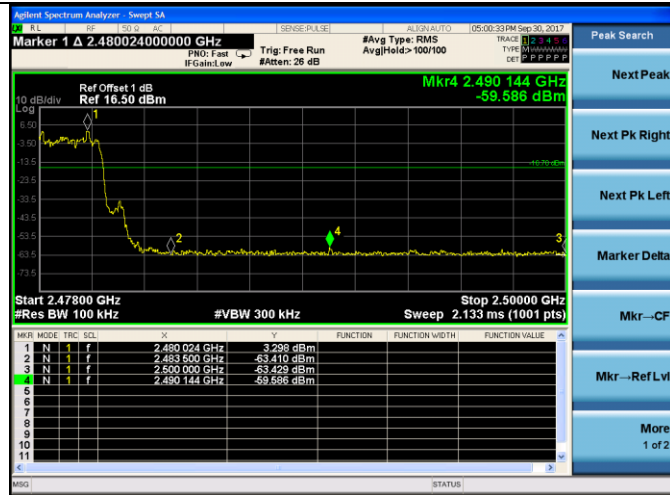 Agilent Spectrum Analyzer - Swept SA
RL RF 50 Ω AC SENSE:PULSE ALIGN AUTO 05:00:33 PM Sep 30, 2017
Marker 1 Δ 2.480024000000 GHz
PNO: Fast
IFGain:Low
Trig: Free Run
#Atten: 26 dB
#Avg Type: RMS
Avg|Hold:>100/100
TRACE 1 2 3 4 5 6
TYPE M
DET P P P P P P
Mkr4 2.490 144 GHz
-59.586 dBm
Ref Offset 1 dB
10 dB/div Ref 16.50 dBm
Log
6.50
-3.50
-13.5
-23.5
-33.5
-43.5
-53.5
-63.5
-73.5
1
2
4
3
-16.70 dBm
Start 2.47800 GHz Stop 2.50000 GHz
#Res BW 100 kHz #VBW 300 kHz Sweep 2.133 ms (1001 pts)
MKR MODE TRC SCL X Y FUNCTION FUNCTION WIDTH FUNCTION VALUE
1 N 1 f 2.480 024 GHz 3.298 dBm
2 N 1 f 2.483 500 GHz -63.410 dBm
3 N 1 f 2.500 000 GHz -63.429 dBm
4 N 1 f 2.490 144 GHz -59.586 dBm
5
6
7
8
9
10
11
MSG STATUS
Peak Search
Next Peak
Next Pk Right
Next Pk Left
Marker Delta
Mkr→CF
Mkr→Ref Lvl
More
1 of 2